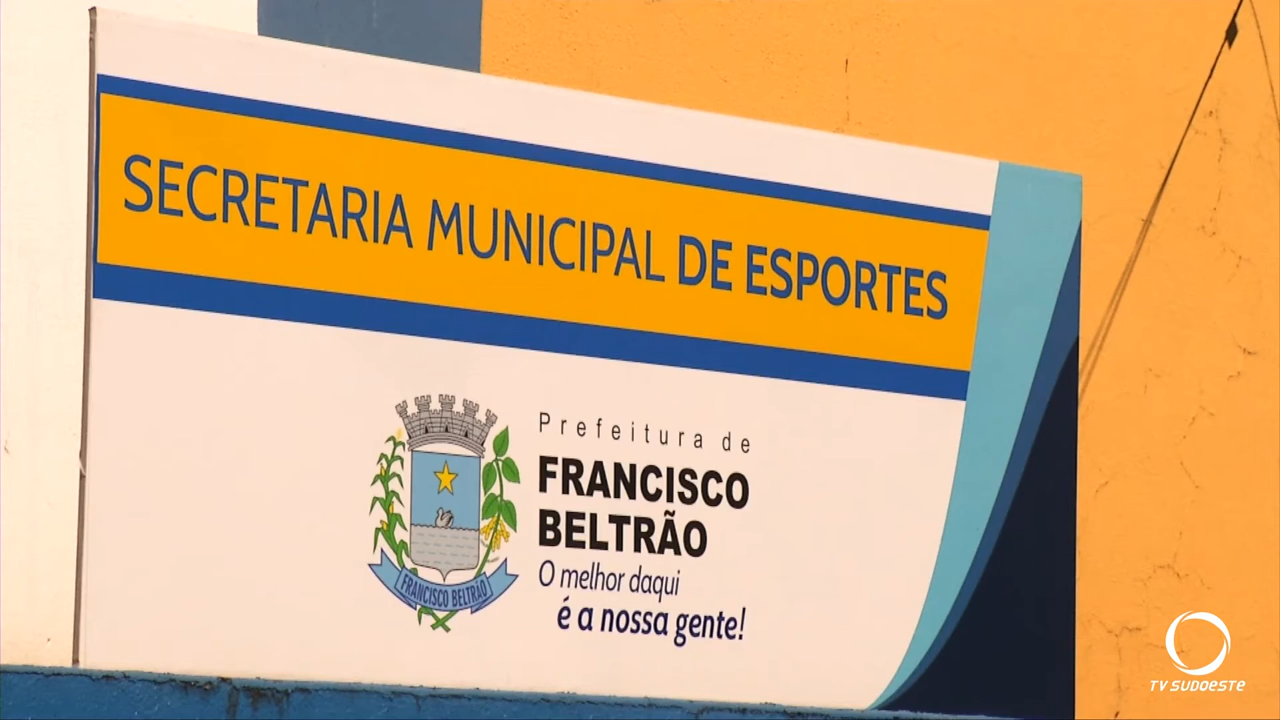 SECRETARIA MUNICIPAL DE ESPORTES
Prefeitura de
FRANCISCO
BELTRÃO
O melhor daqui
é a nossa gente!
FRANCISCO BELTRÃO
TV SUDOESTE